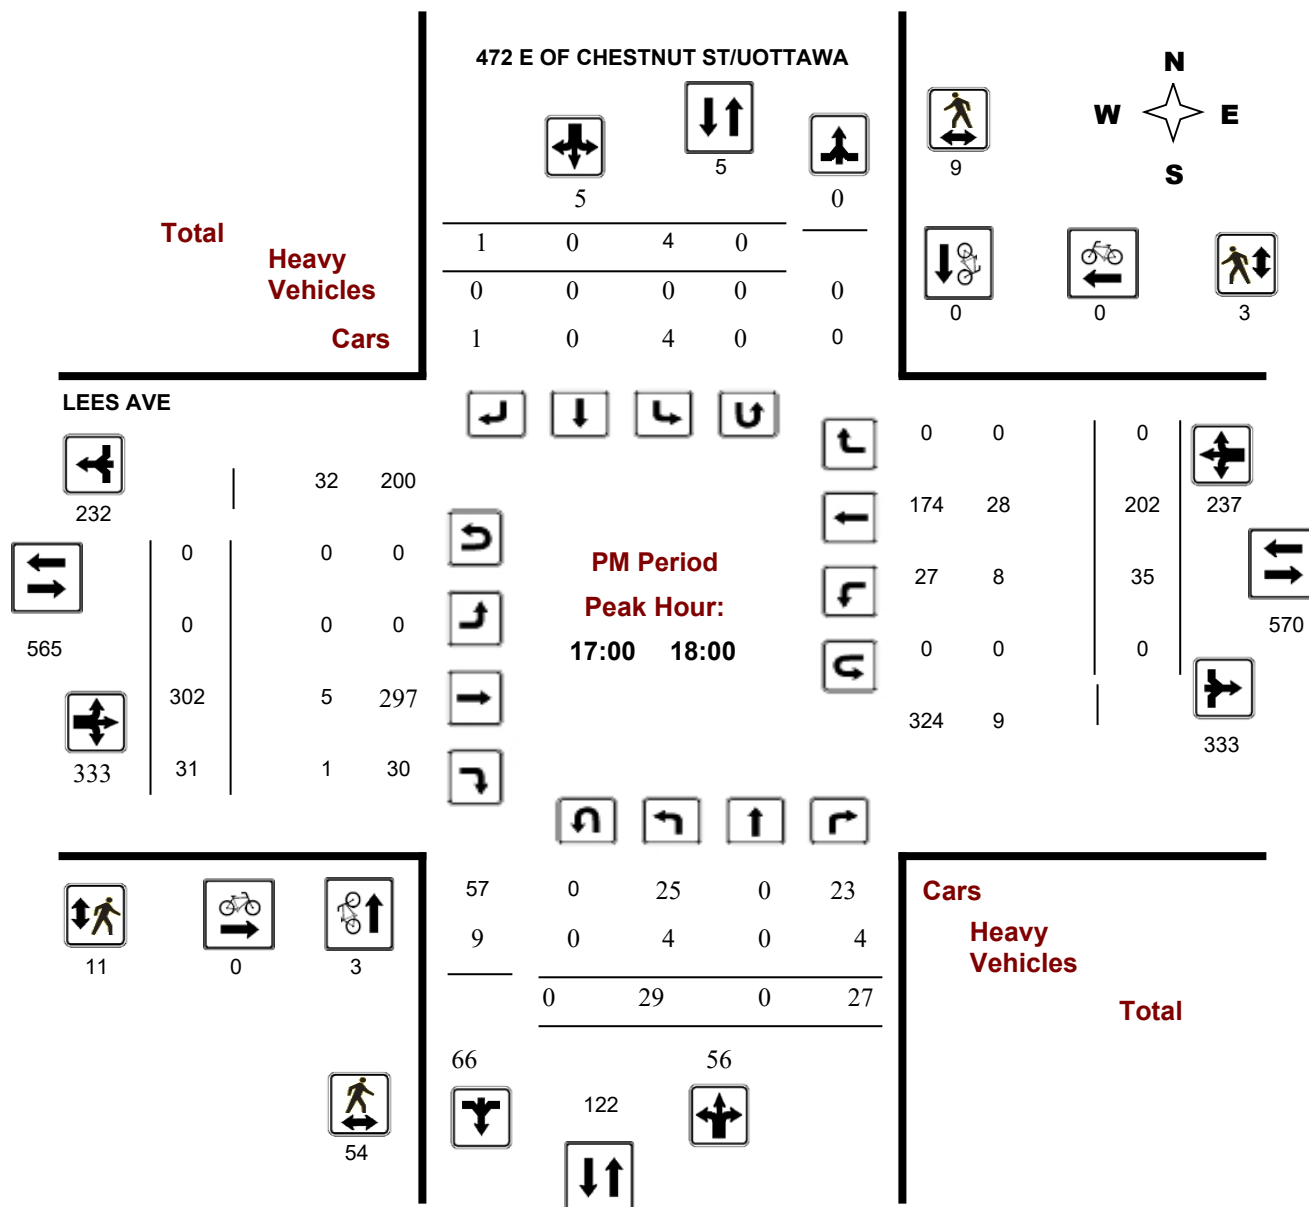 472 E OF CHESTNUT ST/UOTTAWA
N
W E
S
5
9
5 0
Total
1 0 4 0
Heavy
Vehicles
0 0 0 0 0
0 0 3
Cars
1 0 4 0 0
LEES AVE
0 0 0
32 200
232
174 28 202 237
0 0 0
PM Period
27 8 35
Peak Hour:
0 0 0
570
565
17:00 18:00
0 0 0
302 5 297
324 9
333
333
31 1 30
57 0 25 0 23
Cars
9 0 4 0 4
Heavy
Vehicles
11 0 3
0 29 0 27
Total
66 56
122
54